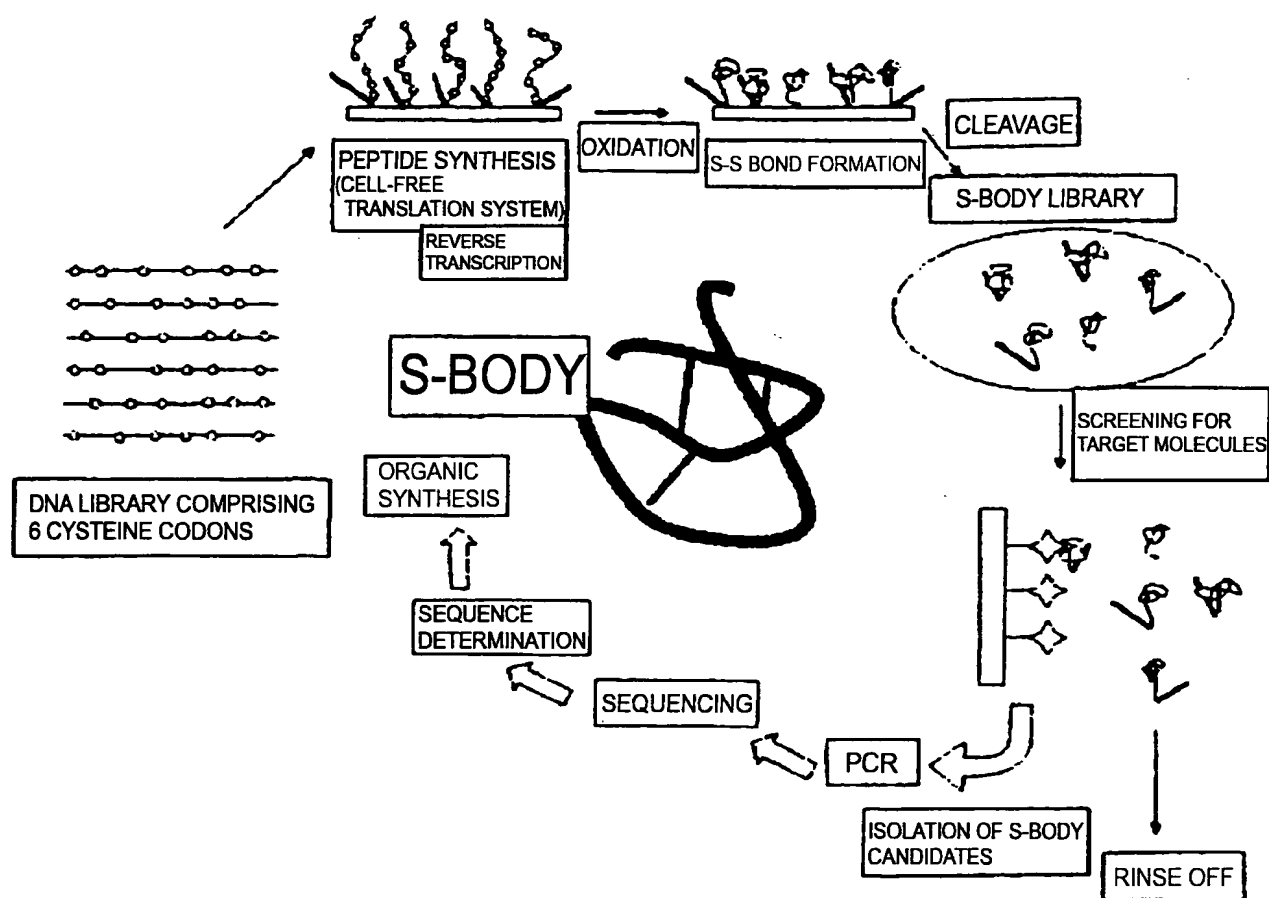 PEPTIDE SYNTHESIS
(CELL-FREE
TRANSLATION SYSTEM)
REVERSE
TRANSCRIPTION
OXIDATION
S-S BOND FORMATION
CLEAVAGE
S-BODY LIBRARY
SCREENING FOR
TARGET MOLECULES
S-BODY
DNA LIBRARY COMPRISING
6 CYSTEINE CODONS
ORGANIC
SYNTHESIS
SEQUENCE
DETERMINATION
SEQUENCING
PCR
ISOLATION OF S-BODY
CANDIDATES
RINSE OFF